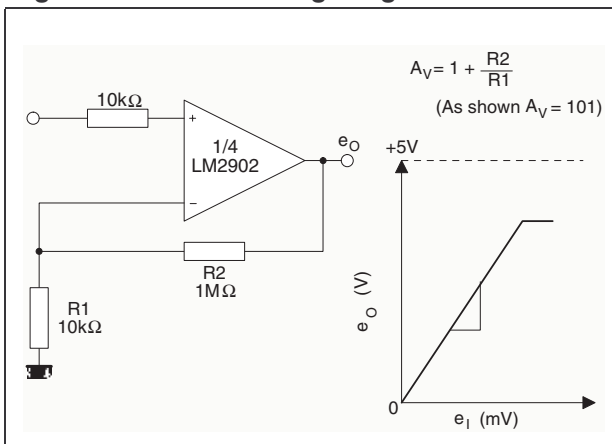 A_V = 1 + R2/R1
(As shown A_V = 101)
10kΩ
+
1/4
LM2902
−
e_O
R2
1MΩ
R1
10kΩ
+5V
e_O (V)
0
e_I (mV)